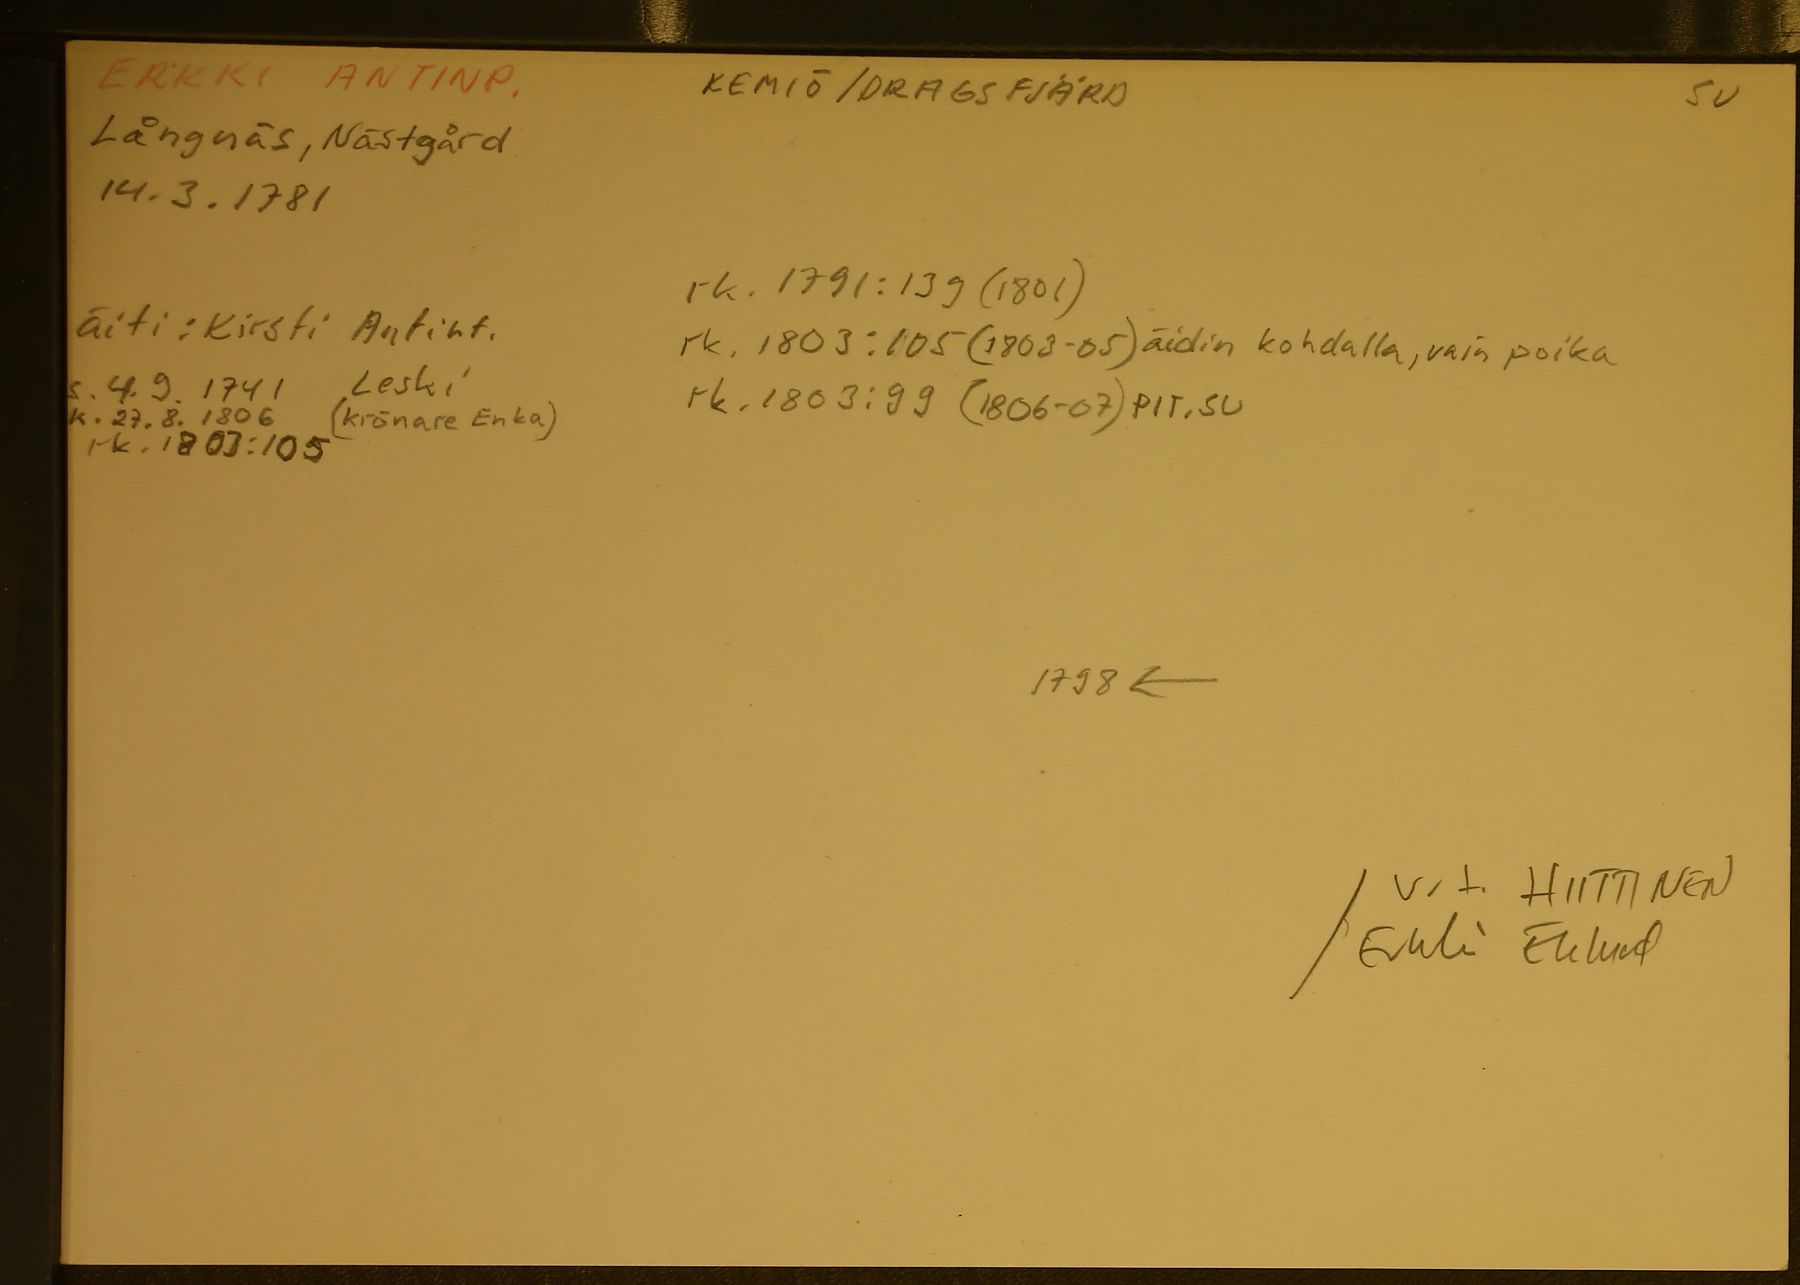 ERKKI ANTINP.
KEMIÖ/DRAGSFJÄRD
SU
Långnäs, Nästgård
14.3.1781
rk. 1791:139 (1801)
äiti: Kirsti Antint.
rk. 1803:105 (1803-05) äidin kohdalla, vain poika
s. 4.9. 1741 Leski
rk. 1803:99 (1806-07) PIT.SU
k. 27.8. 1806 (krönare Enka)
rk. 1803:105
1798 ←
/ v.t. HIITTINEN
Erkki Eklund